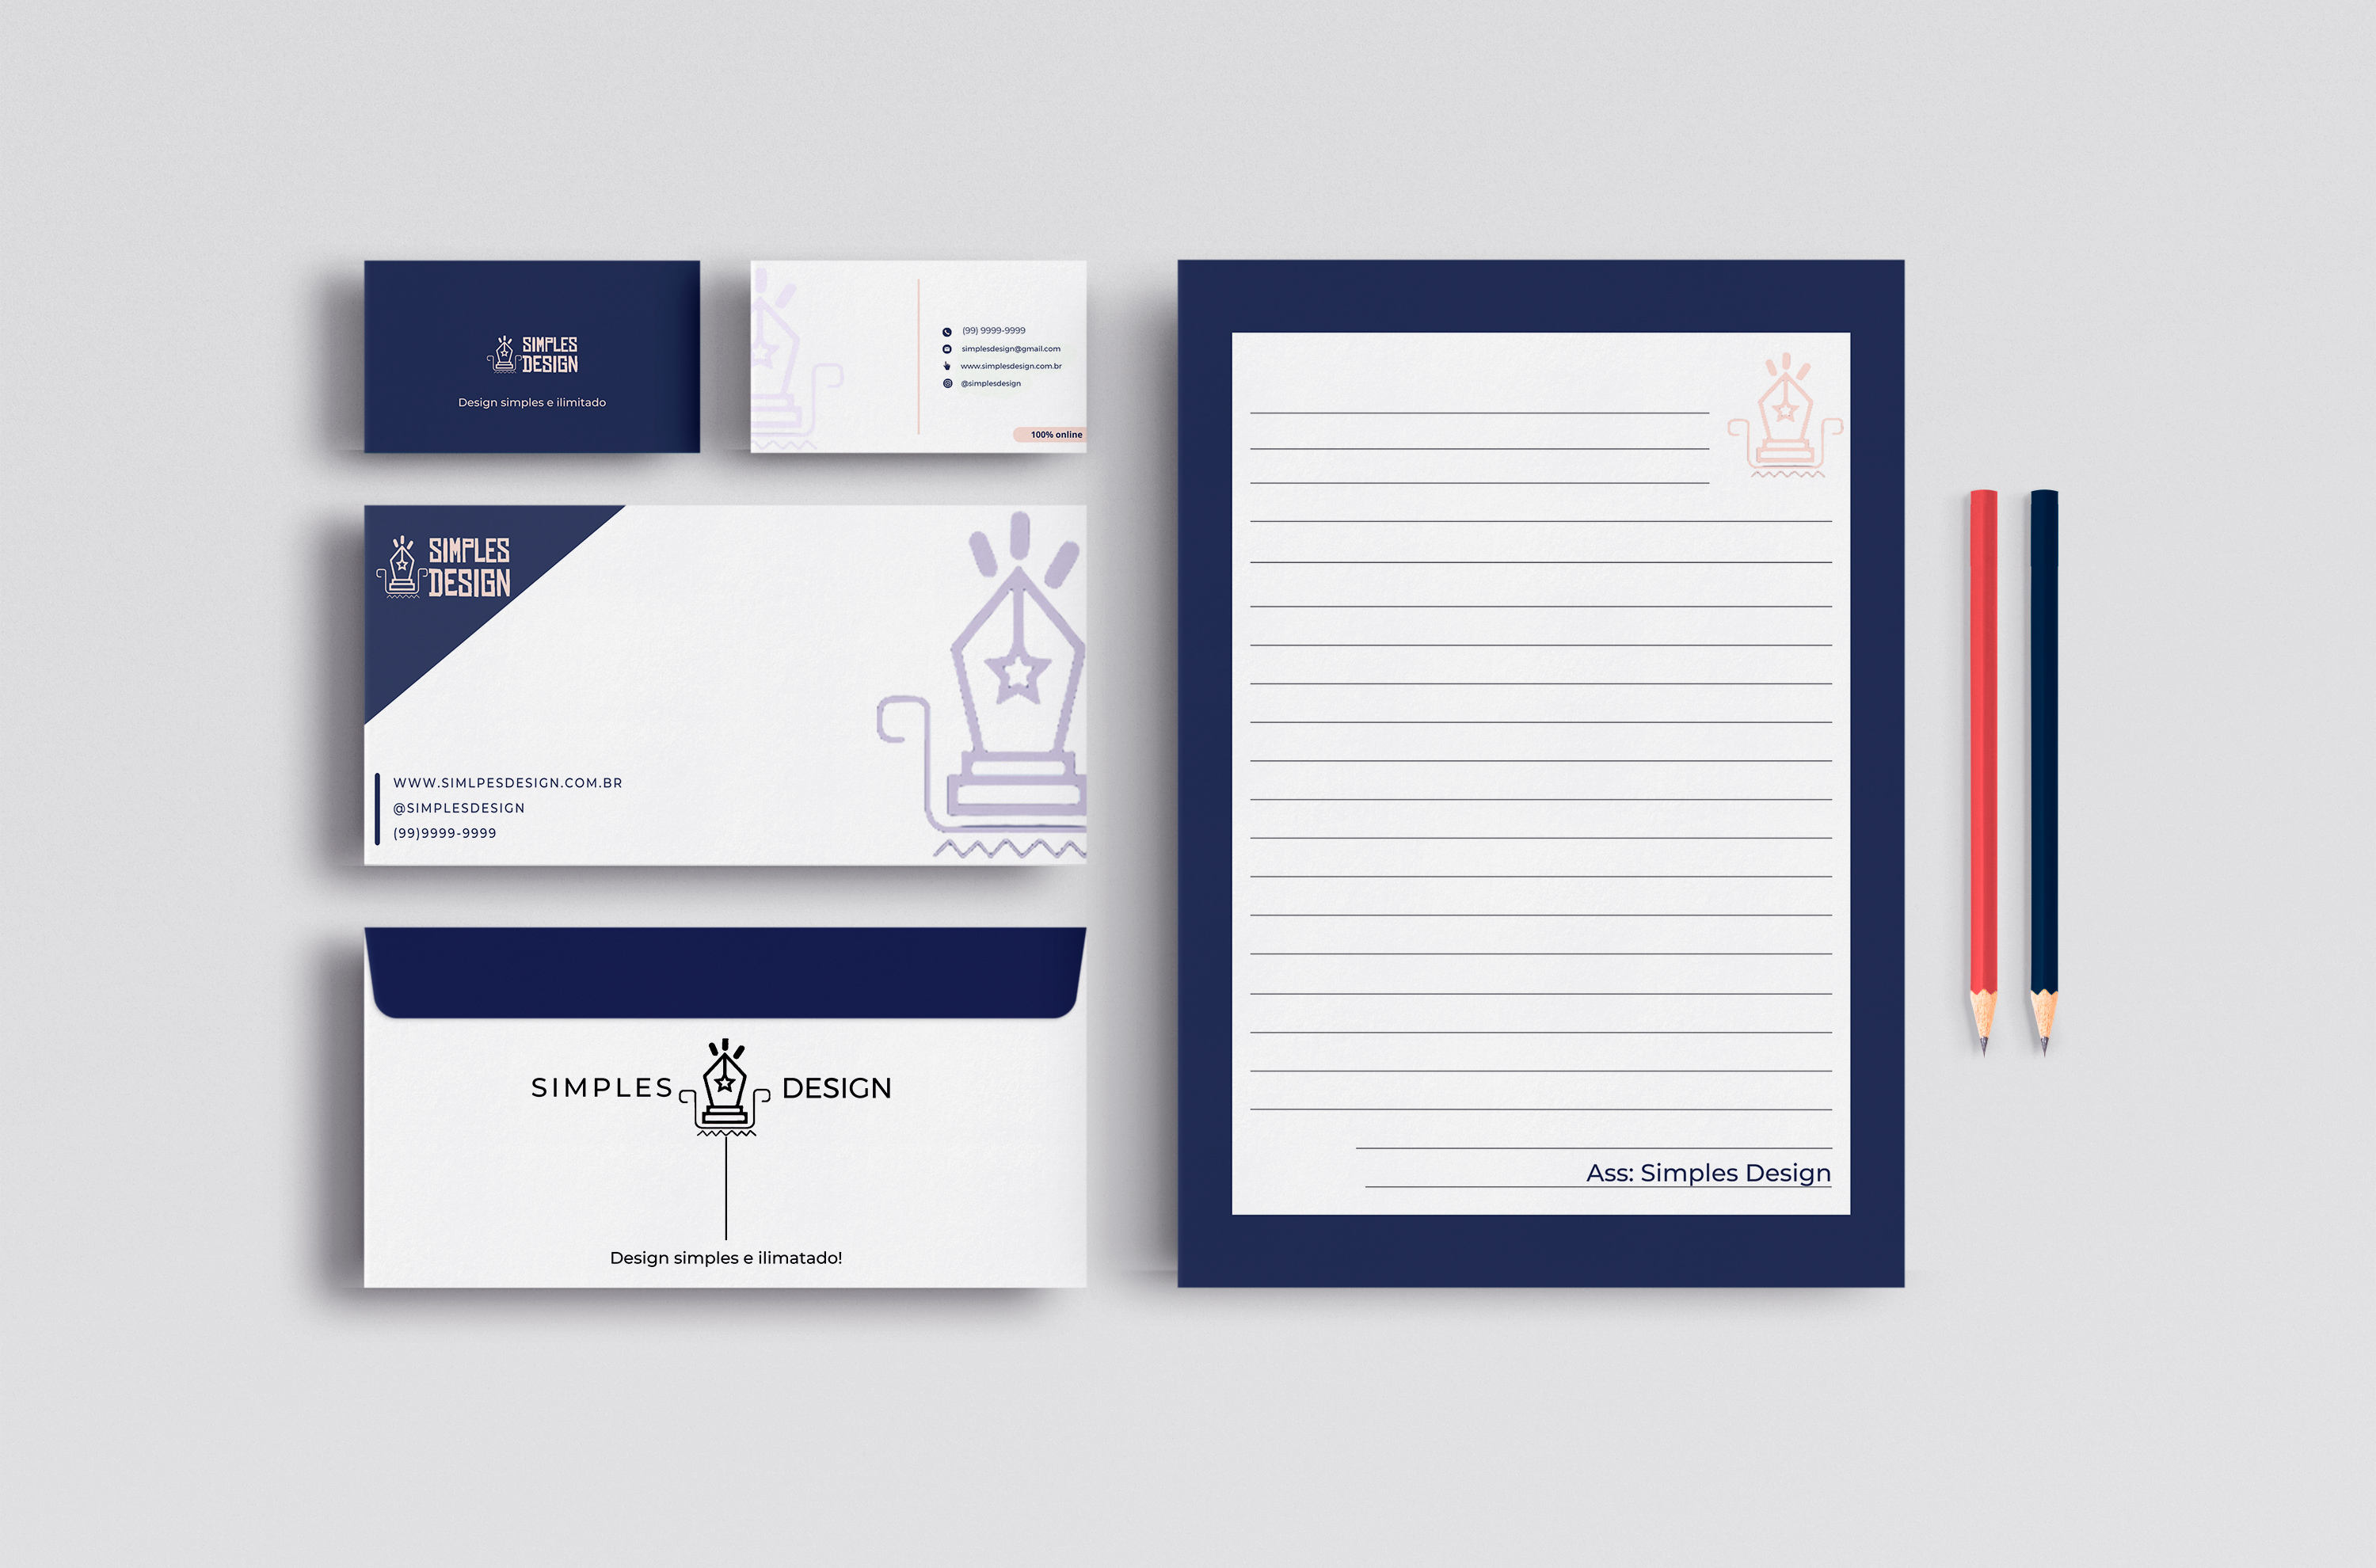 SIMPLES
DESIGN
Design simples e ilimitado
(99) 9999-9999
simplesdesign@gmail.com
www.simplesdesign.com.br
@simplesdesign
100% online
SIMPLES
DESIGN
WWW.SIMLPESDESIGN.COM.BR
@SIMPLESDESIGN
(99)9999-9999
SIMPLES DESIGN
Design simples e ilimatado!
Ass: Simples Design